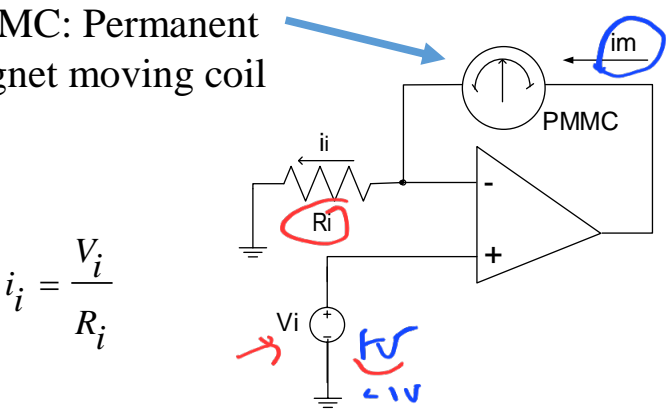 MC: Permanent
gnet moving coil
im
PMMC
ii
Ri
-
+
i_i = V_i / R_i
Vi
+
-